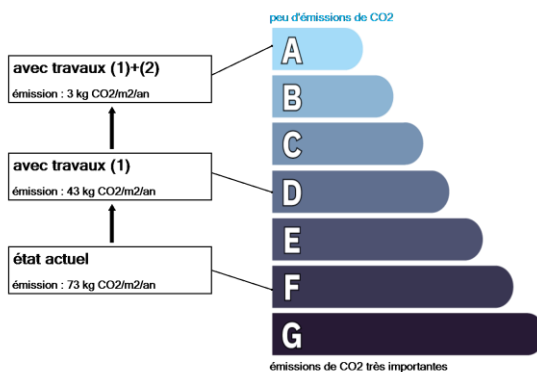 peu d'émissions de CO2
A
avec travaux (1)+(2)
émission : 3 kg CO2/m2/an
B
C
avec travaux (1)
émission : 43 kg CO2/m2/an
D
E
état actuel
émission : 73 kg CO2/m2/an
F
G
émissions de CO2 très importantes